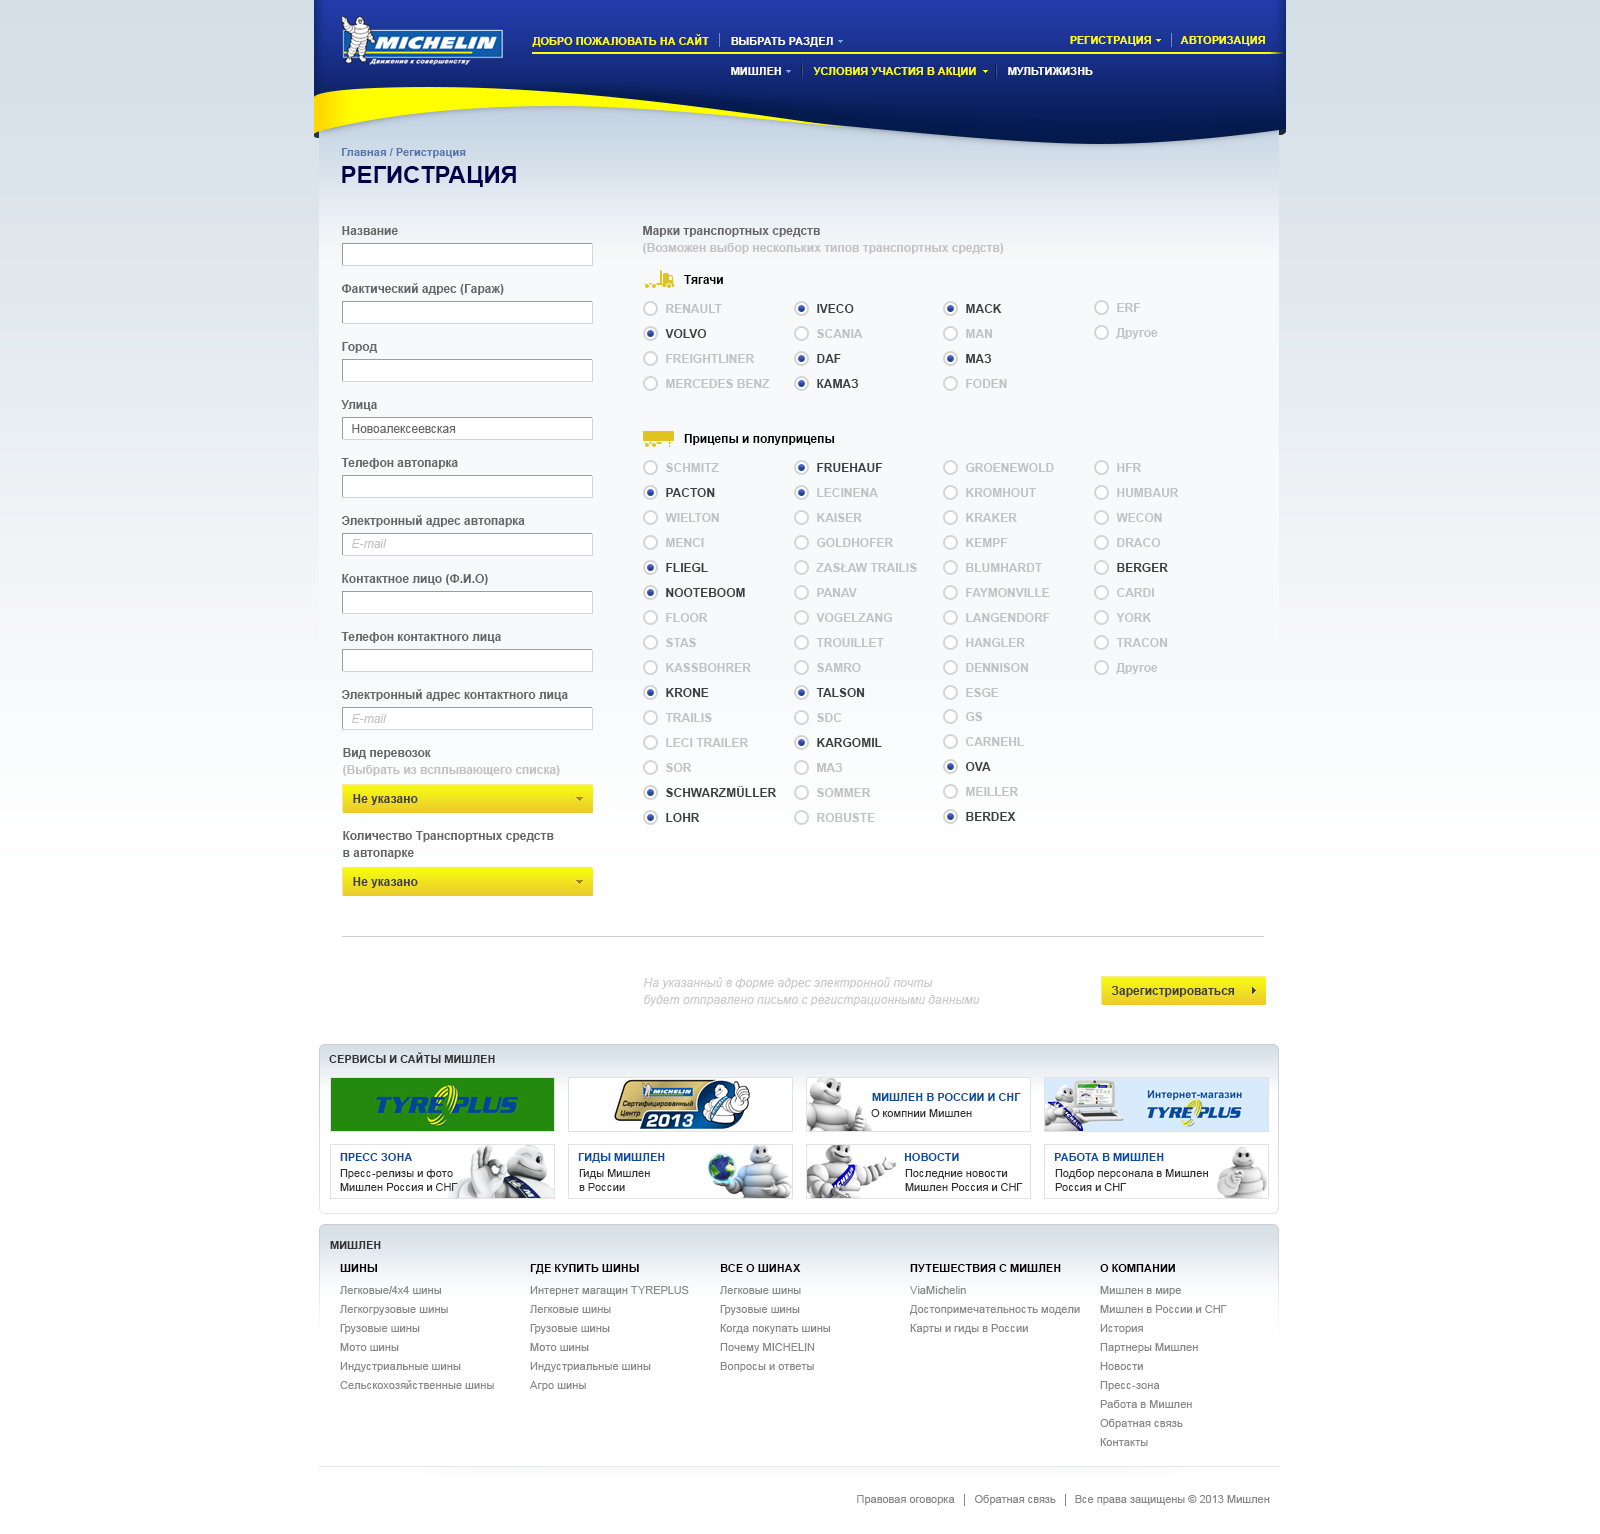 MICHELIN
Движение к совершенству
ДОБРО ПОЖАЛОВАТЬ НА САЙТ
ВЫБРАТЬ РАЗДЕЛ
РЕГИСТРАЦИЯ
АВТОРИЗАЦИЯ
МИШЛЕН
УСЛОВИЯ УЧАСТИЯ В АКЦИИ
МУЛЬТИЖИЗНЬ
Главная / Регистрация
РЕГИСТРАЦИЯ
Название
Фактический адрес (Гараж)
Город
Улица
Новоалексеевская
Телефон автопарка
Электронный адрес автопарка
E-mail
Контактное лицо (Ф.И.О)
Телефон контактного лица
Электронный адрес контактного лица
E-mail
Вид перевозок
(Выбрать из всплывающего списка)
Не указано
Количество Транспортных средств
в автопарке
Не указано
Марки транспортных средств
(Возможен выбор нескольких типов транспортных средств)
Тягачи
RENAULT
VOLVO
FREIGHTLINER
MERCEDES BENZ
IVECO
SCANIA
DAF
КАМАЗ
MACK
MAN
МАЗ
FODEN
ERF
Другое
Прицепы и полуприцепы
SCHMITZ
PACTON
WIELTON
MENCI
FLIEGL
NOOTEBOOM
FLOOR
STAS
KASSBOHRER
KRONE
TRAILIS
LECI TRAILER
SOR
SCHWARZMÜLLER
LOHR
FRUEHAUF
LECINENA
KAISER
GOLDHOFER
ZASŁAW TRAILIS
PANAV
VOGELZANG
TROUILLET
SAMRO
TALSON
SDC
KARGOMIL
МАЗ
SOMMER
ROBUSTE
GROENEWOLD
KROMHOUT
KRAKER
KEMPF
BLUMHARDT
FAYMONVILLE
LANGENDORF
HANGLER
DENNISON
ESGE
GS
CARNEHL
OVA
MEILLER
BERDEX
HFR
HUMBAUR
WECON
DRACO
BERGER
CARDI
YORK
TRACON
Другое
На указанный в форме адрес электронной почты
будет отправлено письмо с регистрационными данными
Зарегистрироваться
СЕРВИСЫ И САЙТЫ МИШЛЕН
TYREPLUS
MICHELIN
Сертифицированный
Центр
2013
МИШЛЕН В РОССИИ И СНГ
О компнии Мишлен
Интернет-магазин
TYREPLUS
ПРЕСС ЗОНА
Пресс-релизы и фото
Мишлен Россия и СНГ
ГИДЫ МИШЛЕН
Гиды Мишлен
в России
НОВОСТИ
Последние новости
Мишлен Россия и СНГ
РАБОТА В МИШЛЕН
Подбор персонала в Мишлен
Россия и СНГ
МИШЛЕН
ШИНЫ
Легковые/4х4 шины
Легкогрузовые шины
Грузовые шины
Мото шины
Индустриальные шины
Сельскохозяйственные шины
ГДЕ КУПИТЬ ШИНЫ
Интернет магащин TYREPLUS
Легковые шины
Грузовые шины
Мото шины
Индустриальные шины
Агро шины
ВСЕ О ШИНАХ
Легковые шины
Грузовые шины
Когда покупать шины
Почему MICHELIN
Вопросы и ответы
ПУТЕШЕСТВИЯ С МИШЛЕН
ViaMichelin
Достопримечательность модели
Карты и гиды в России
О КОМПАНИИ
Мишлен в мире
Мишлен в России и СНГ
История
Партнеры Мишлен
Новости
Пресс-зона
Работа в Мишлен
Обратная связь
Контакты
Правовая оговорка | Обратная связь | Все права защищены © 2013 Мишлен